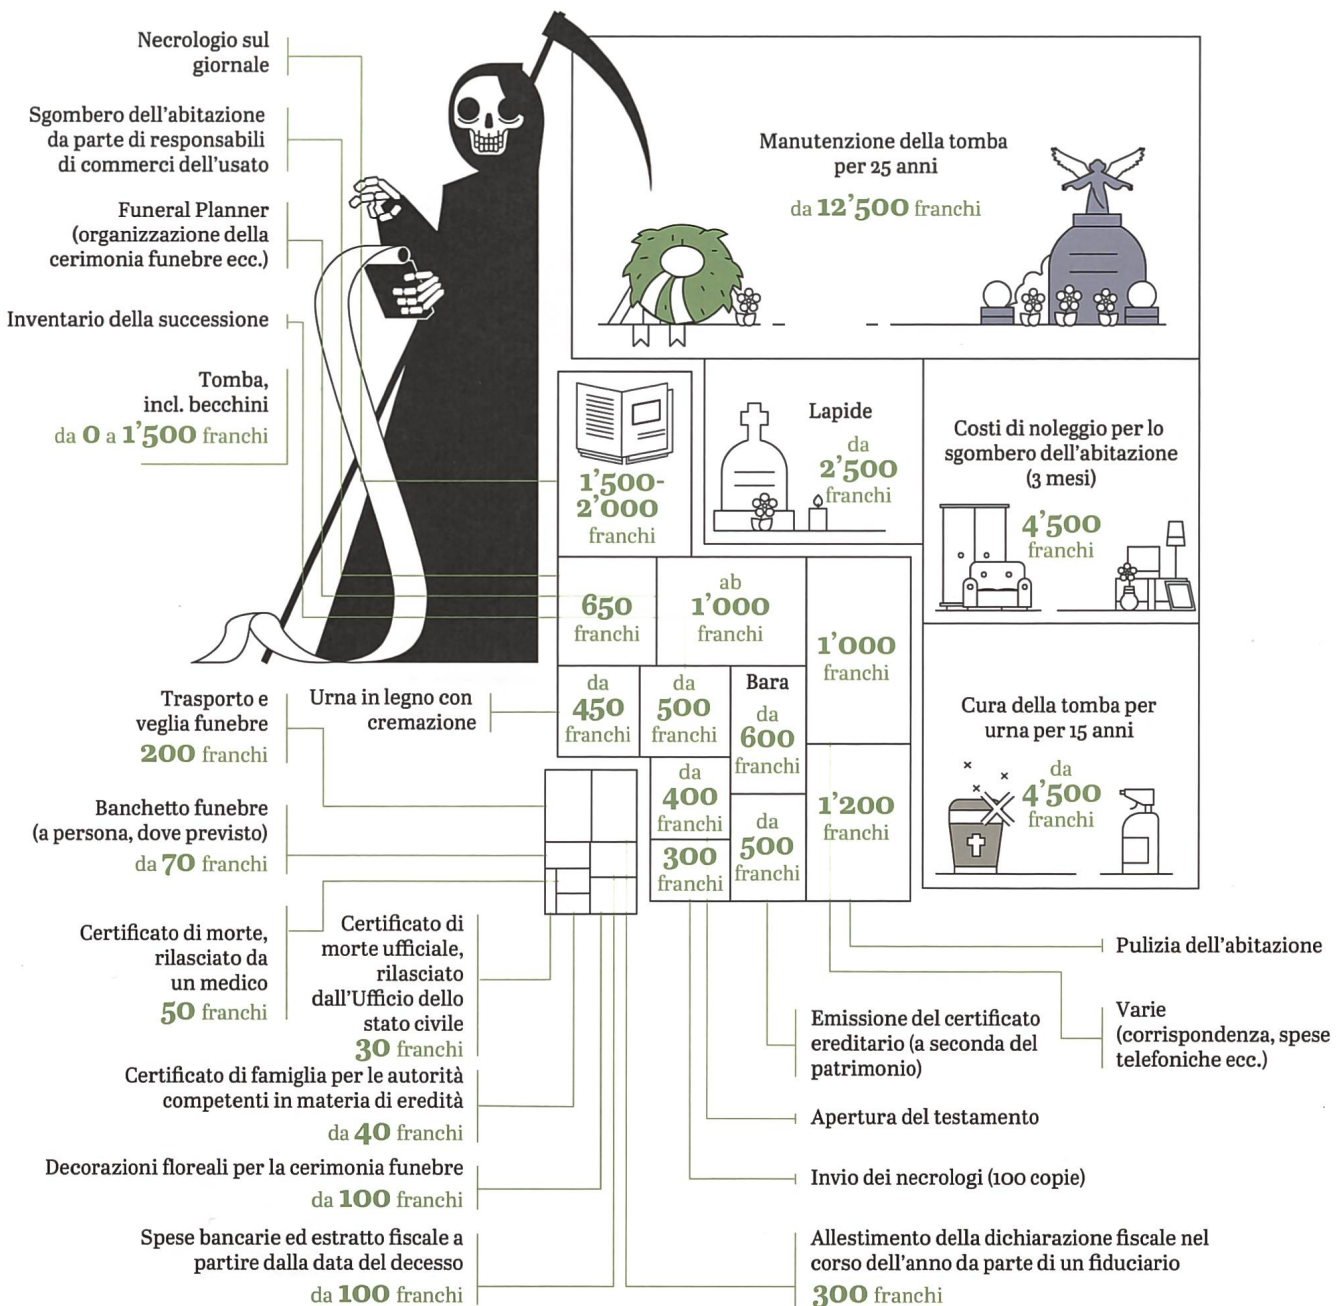 Necrologio sul
giornale
Sgombero dell'abitazione
da parte di responsabili
di commerci dell'usato
Funeral Planner
(organizzazione della
cerimonia funebre ecc.)
Inventario della successione
Tomba,
incl. becchini
da 0 a 1'500 franchi
Manutenzione della tomba
per 25 anni
da 12'500 franchi
1'500-
2'000
franchi
Lapide
da
2'500
franchi
Costi di noleggio per lo
sgombero dell'abitazione
(3 mesi)
4'500
franchi
650
franchi
ab
1'000
franchi
1'000
franchi
da
450
franchi
da
500
franchi
Bara
da
600
franchi
Cura della tomba per
urna per 15 anni
da
4'500
franchi
da
400
franchi
300
franchi
da
500
franchi
1'200
franchi
Trasporto e
veglia funebre
200 franchi
Urna in legno con
cremazione
Banchetto funebre
(a persona, dove previsto)
da 70 franchi
Certificato di morte,
rilasciato da
un medico
50 franchi
Certificato di
morte ufficiale,
rilasciato
dall'Ufficio dello
stato civile
30 franchi
Certificato di famiglia per le autorità
competenti in materia di eredità
da 40 franchi
Decorazioni floreali per la cerimonia funebre
da 100 franchi
Spese bancarie ed estratto fiscale a
partire dalla data del decesso
da 100 franchi
Pulizia dell'abitazione
Varie
(corrispondenza, spese
telefoniche ecc.)
Emissione del certificato
ereditario (a seconda del
patrimonio)
Apertura del testamento
Invio dei necrologi (100 copie)
Allestimento della dichiarazione fiscale nel
corso dell'anno da parte di un fiduciario
300 franchi